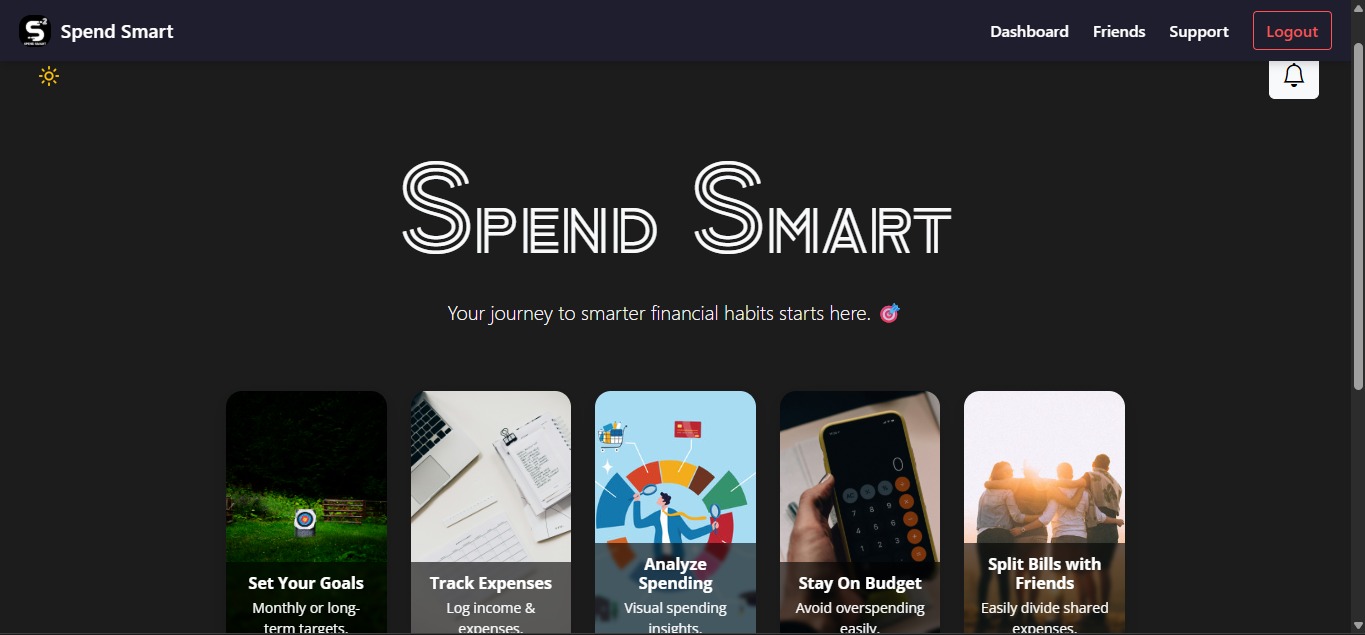 Spend Smart
Dashboard
Friends
Support
Logout
SPEND SMART
Your journey to smarter financial habits starts here. 🎯
Set Your Goals
Monthly or long-
term targets.
Track Expenses
Log income &
expenses.
Analyze
Spending
Visual spending
insights.
Stay On Budget
Avoid overspending
easily.
Split Bills with
Friends
Easily divide shared
expenses.